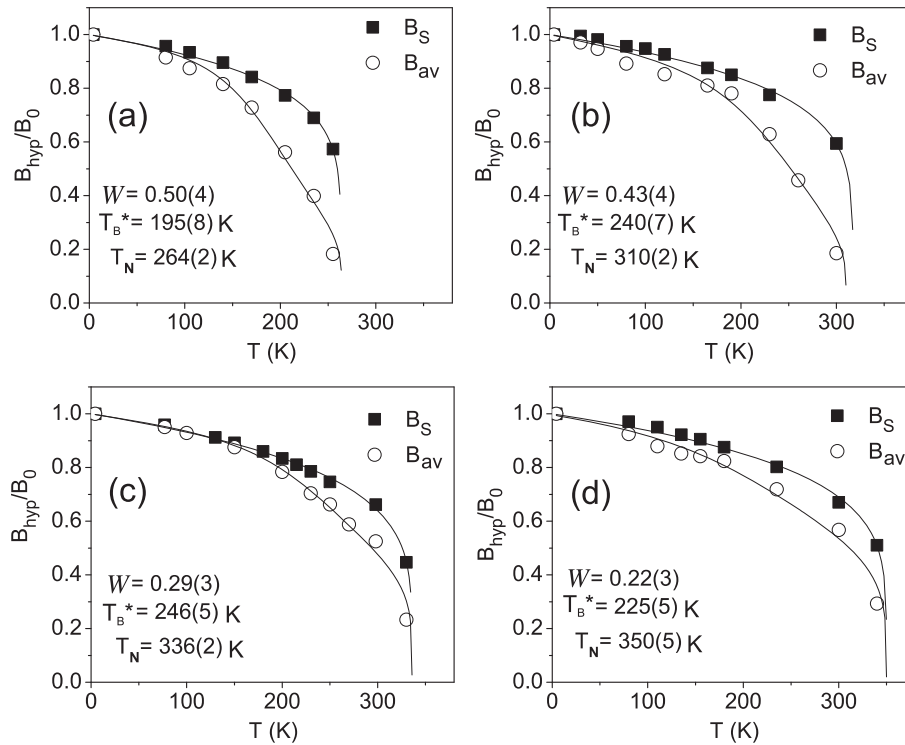 1.0
0.8
0.6
0.4
0.2
0.0
B_hyp/B_0
(a)
B_S
B_av
W = 0.50(4)
T_B* = 195(8) K
T_N = 264(2) K
0 100 200 300
T (K)
1.0
0.8
0.6
0.4
0.2
0.0
B_hyp/B_0
(b)
B_S
B_av
W = 0.43(4)
T_B* = 240(7) K
T_N = 310(2) K
0 100 200 300
T (K)
1.0
0.8
0.6
0.4
0.2
0.0
B_hyp/B_0
(c)
B_S
B_av
W = 0.29(3)
T_B* = 246(5) K
T_N = 336(2) K
0 100 200 300
T (K)
1.0
0.8
0.6
0.4
0.2
0.0
B_hyp/B_0
(d)
B_S
B_av
W = 0.22(3)
T_B* = 225(5) K
T_N = 350(5) K
0 100 200 300
T (K)